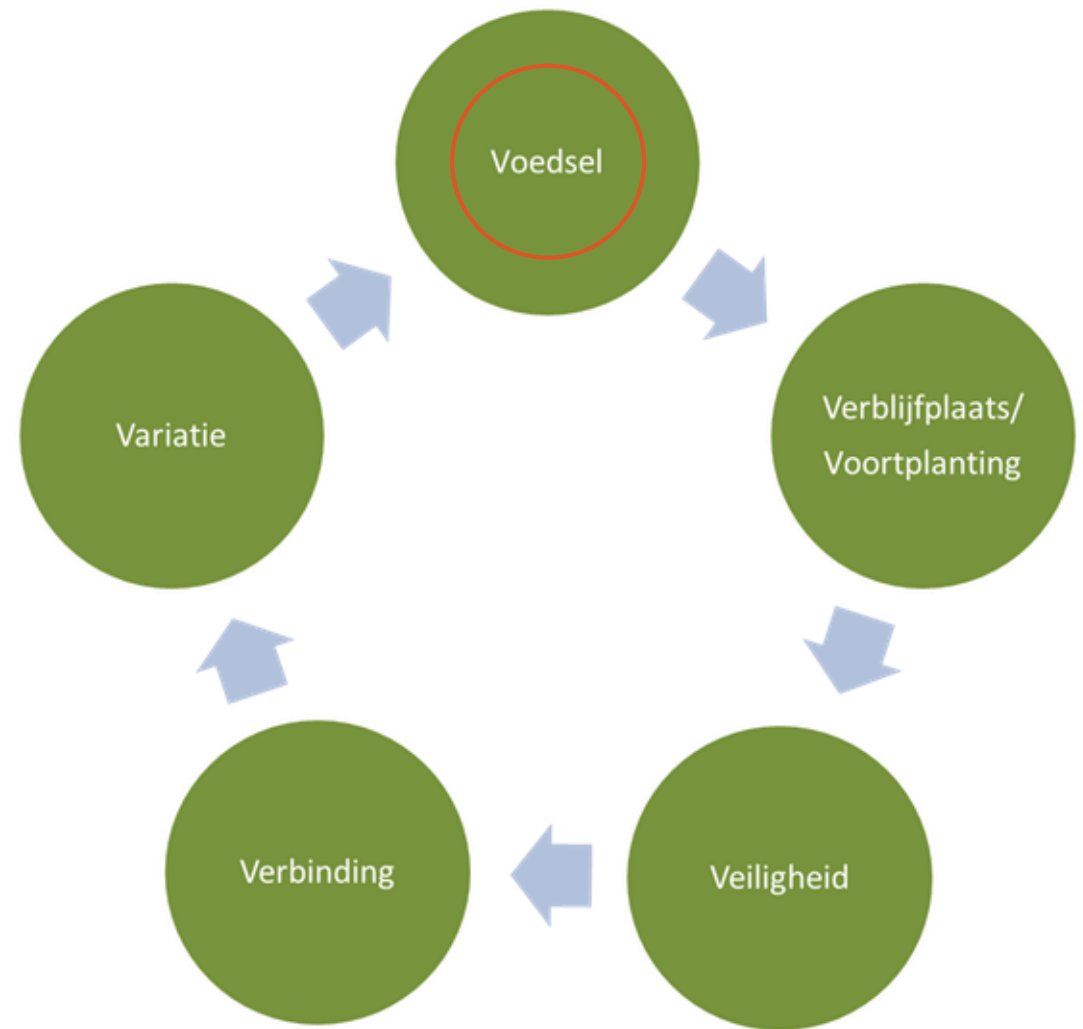 Voedsel
Verblijfplaats/
Voortplanting
Veiligheid
Verbinding
Variatie